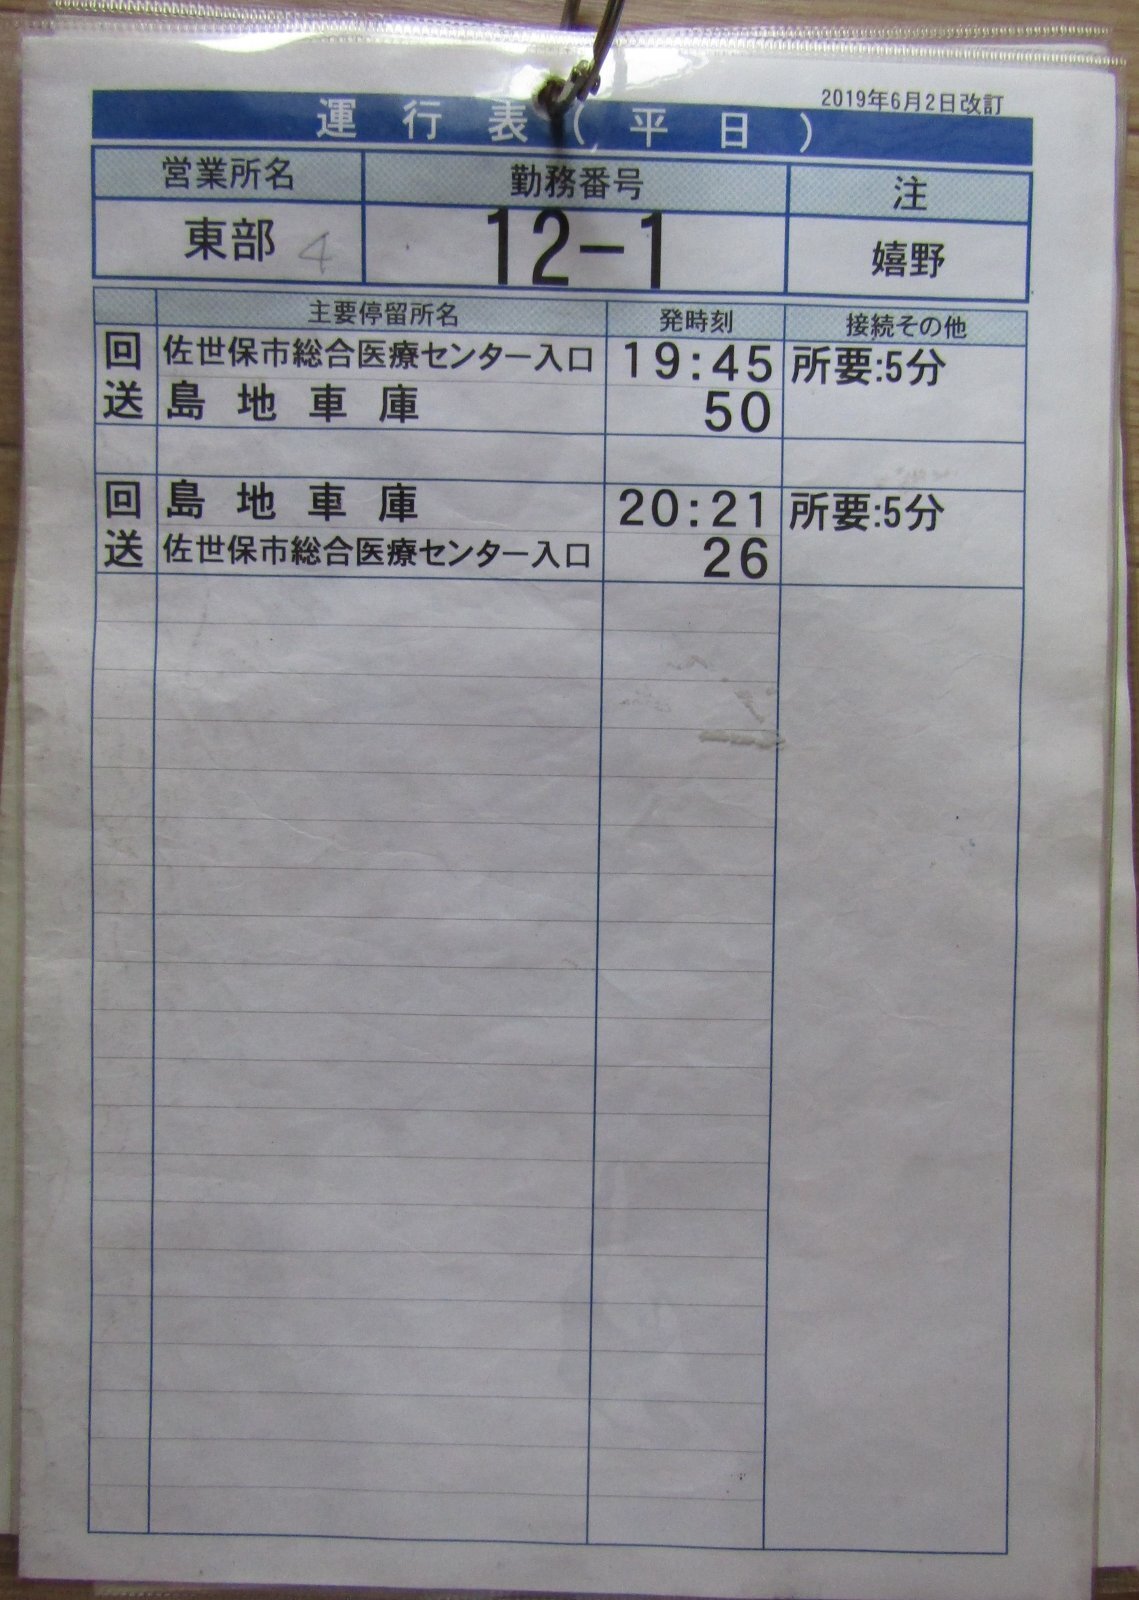 2019年6月2日改訂
運行表(平日)
営業所名 勤務番号 注
東部 4 12-1 嬉野
主要停留所名 発時刻 接続その他
回 佐世保市総合医療センター入口 19:45 所要:5分
送 島地車庫 50
回 島地車庫 20:21 所要:5分
送 佐世保市総合医療センター入口 26